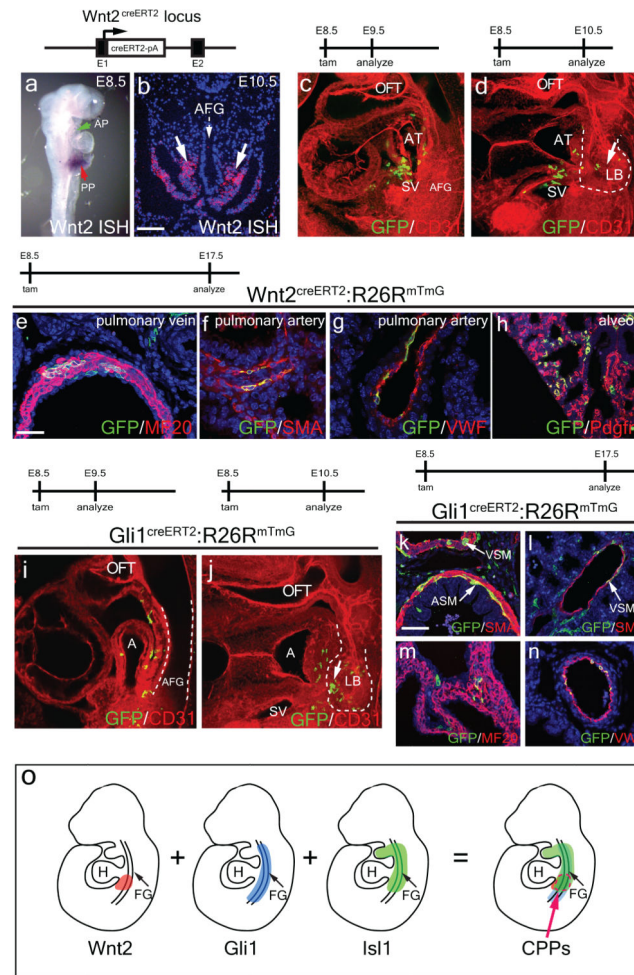 Wnt2creERT2 locus
creERT2-pA
E1 E2
E8.5 E9.5
tam analyze
E8.5 E10.5
tam analyze
a E8.5
AP
PP
Wnt2 ISH
b E10.5
AFG
Wnt2 ISH
c
OFT
AT
SV
AFG
GFP/CD31
d
OFT
AT
LB
SV
GFP/CD31
E8.5 E17.5
tam analyze
Wnt2creERT2:R26RmTmG
e pulmonary vein
GFP/MF20
f pulmonary artery
GFP/SMA
g pulmonary artery
GFP/VWF
h alveo
GFP/Pdgfr
E8.5 E9.5
tam analyze
E8.5 E10.5
tam analyze
E8.5 E17.5
tam analyze
Gli1creERT2:R26RmTmG
Gli1creERT2:R26RmTmG
i
OFT
A
AFG
GFP/CD31
j
OFT
A
LB
SV
GFP/CD31
k
VSM
ASM
GFP/SMA
l
VSM
GFP/SM
m
GFP/MF20
n
GFP/VW
o
H
FG
Wnt2
+
H
FG
Gli1
+
H
FG
Isl1
=
H
FG
CPPs